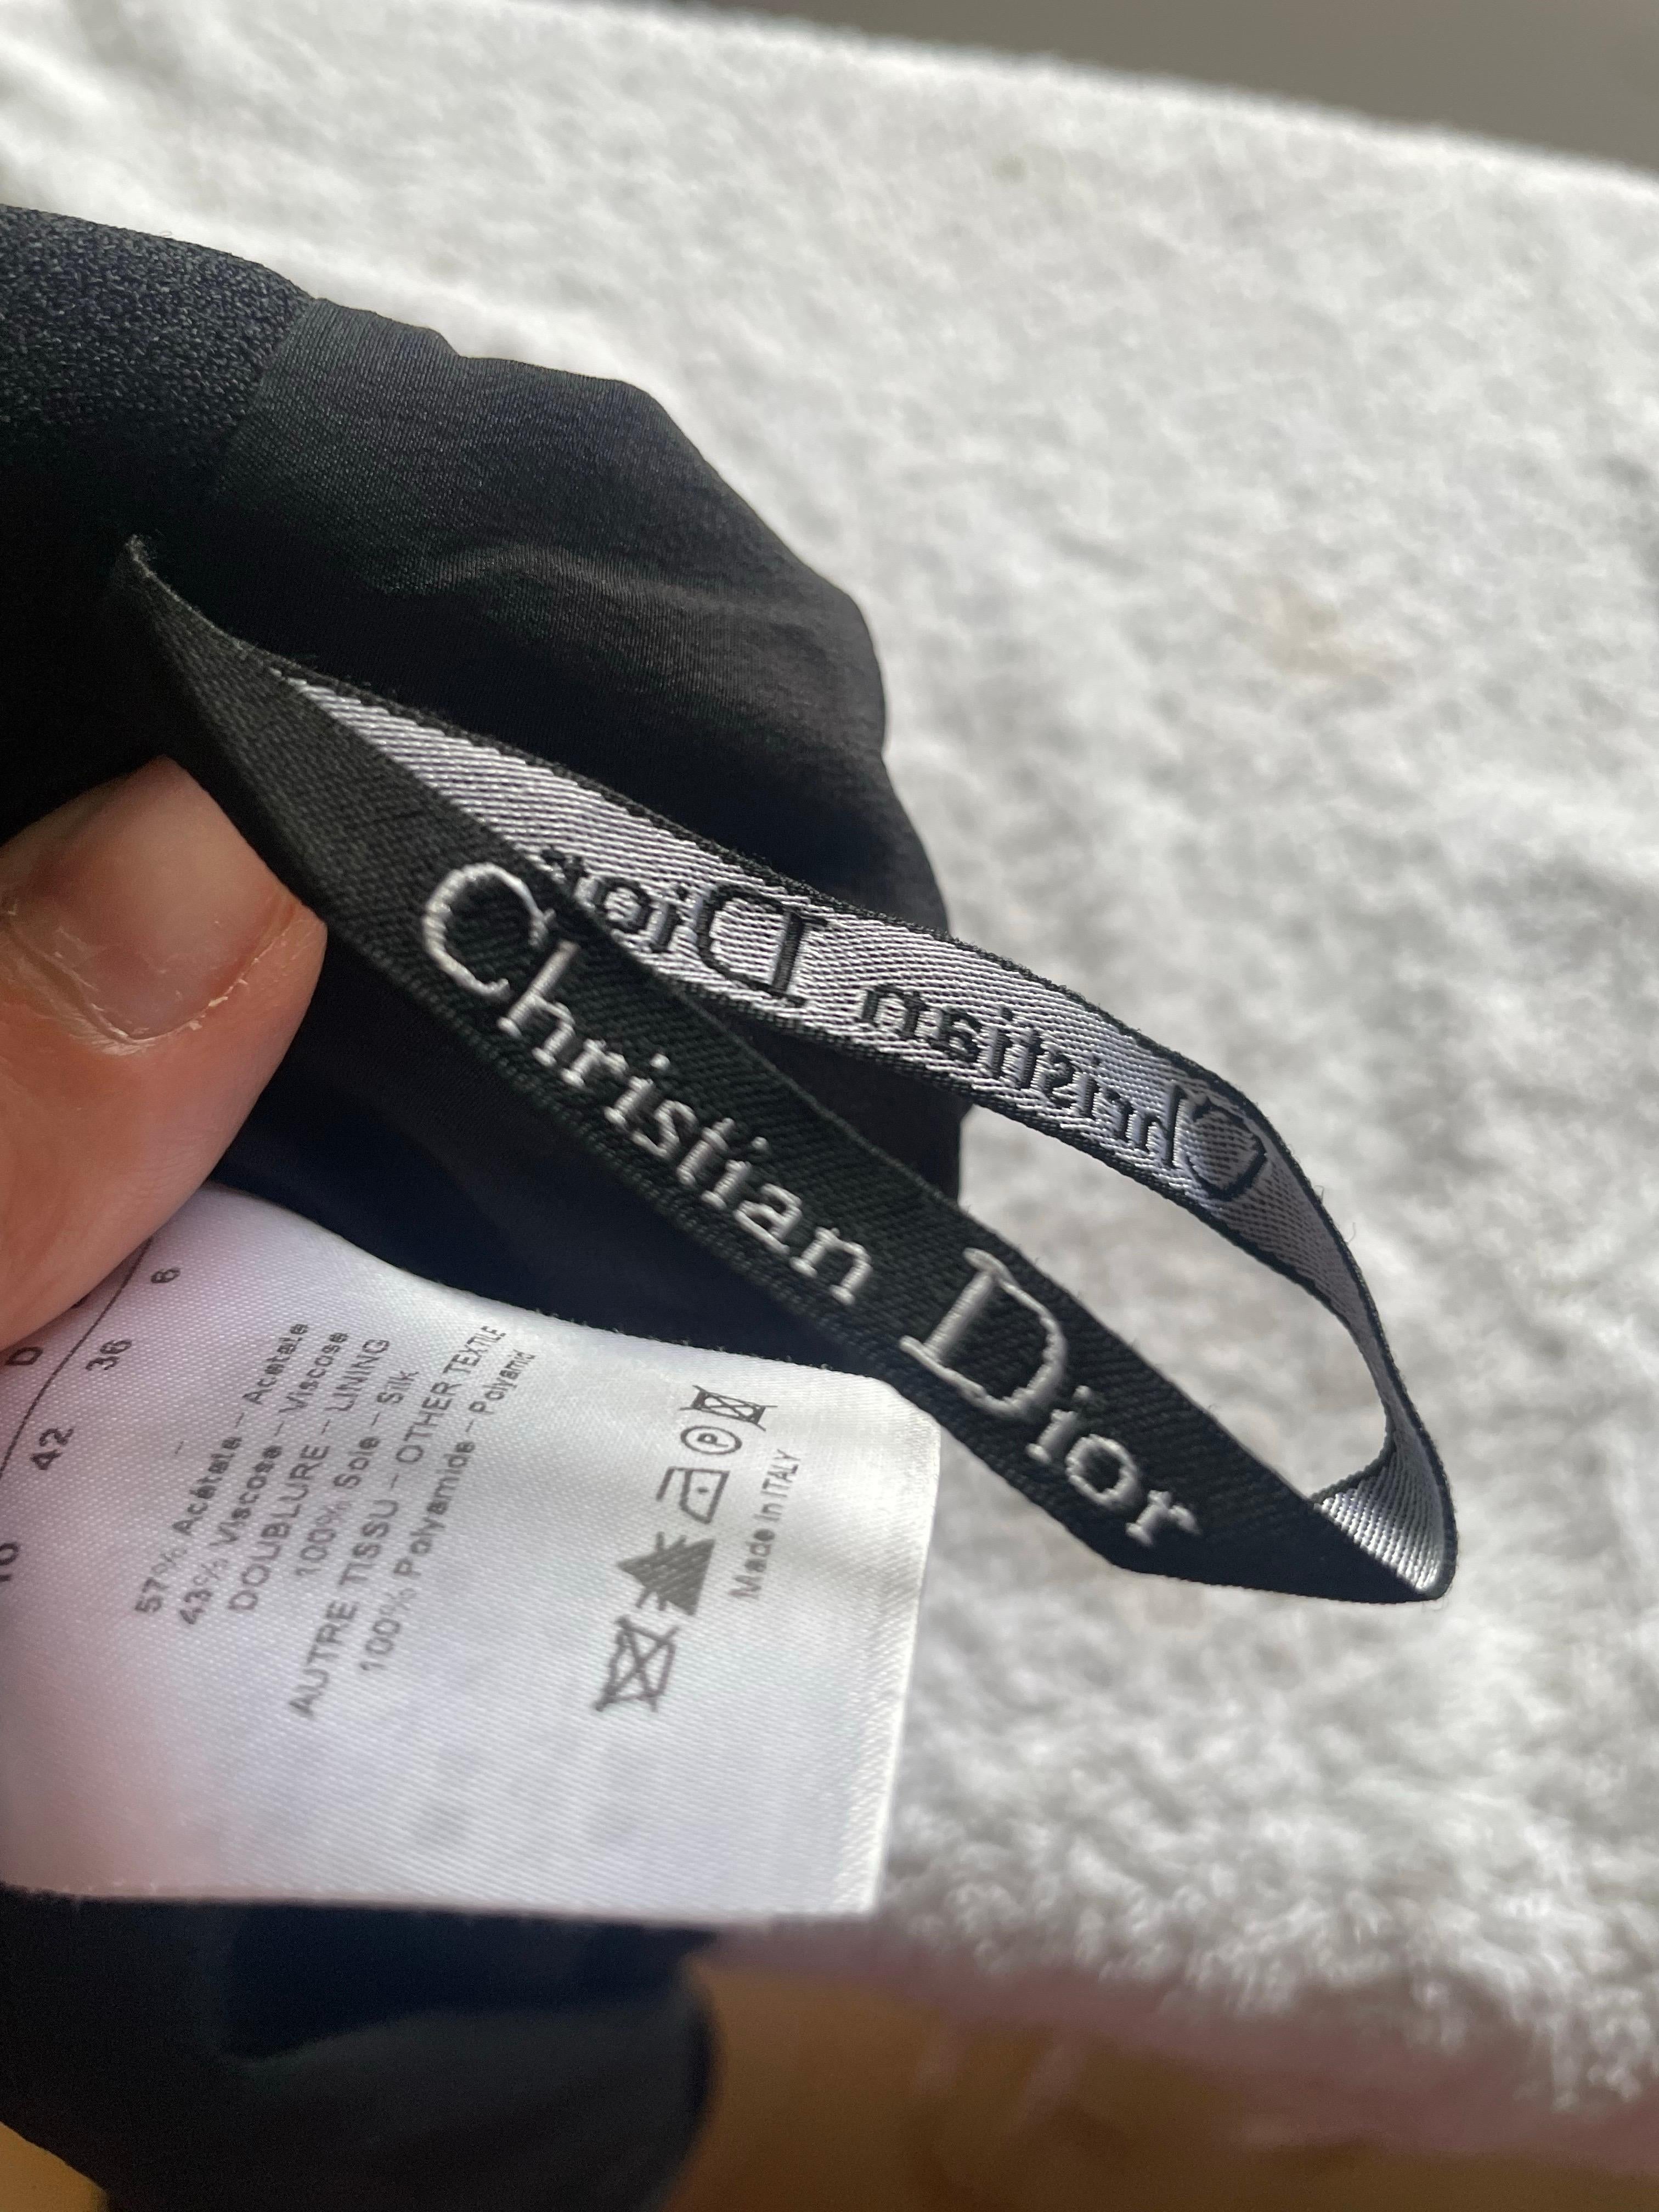 Christian Dior
Christian Dior
6
D 36
42
57% Acétate - Acetate
43% Viscose - Viscose
DOUBLURE - LINING
100% Soie - Silk
AUTRE TISSU - OTHER TEXTILE
100% Polyamide - Polyamid
P
Made in ITALY